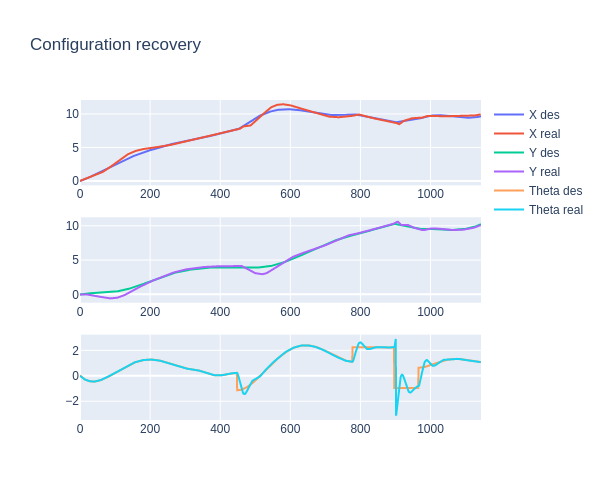 Configuration recovery
10
5
0
0 200 400 600 800 1000
10
5
0
0 200 400 600 800 1000
2
0
−2
0 200 400 600 800 1000
X des
X real
Y des
Y real
Theta des
Theta real